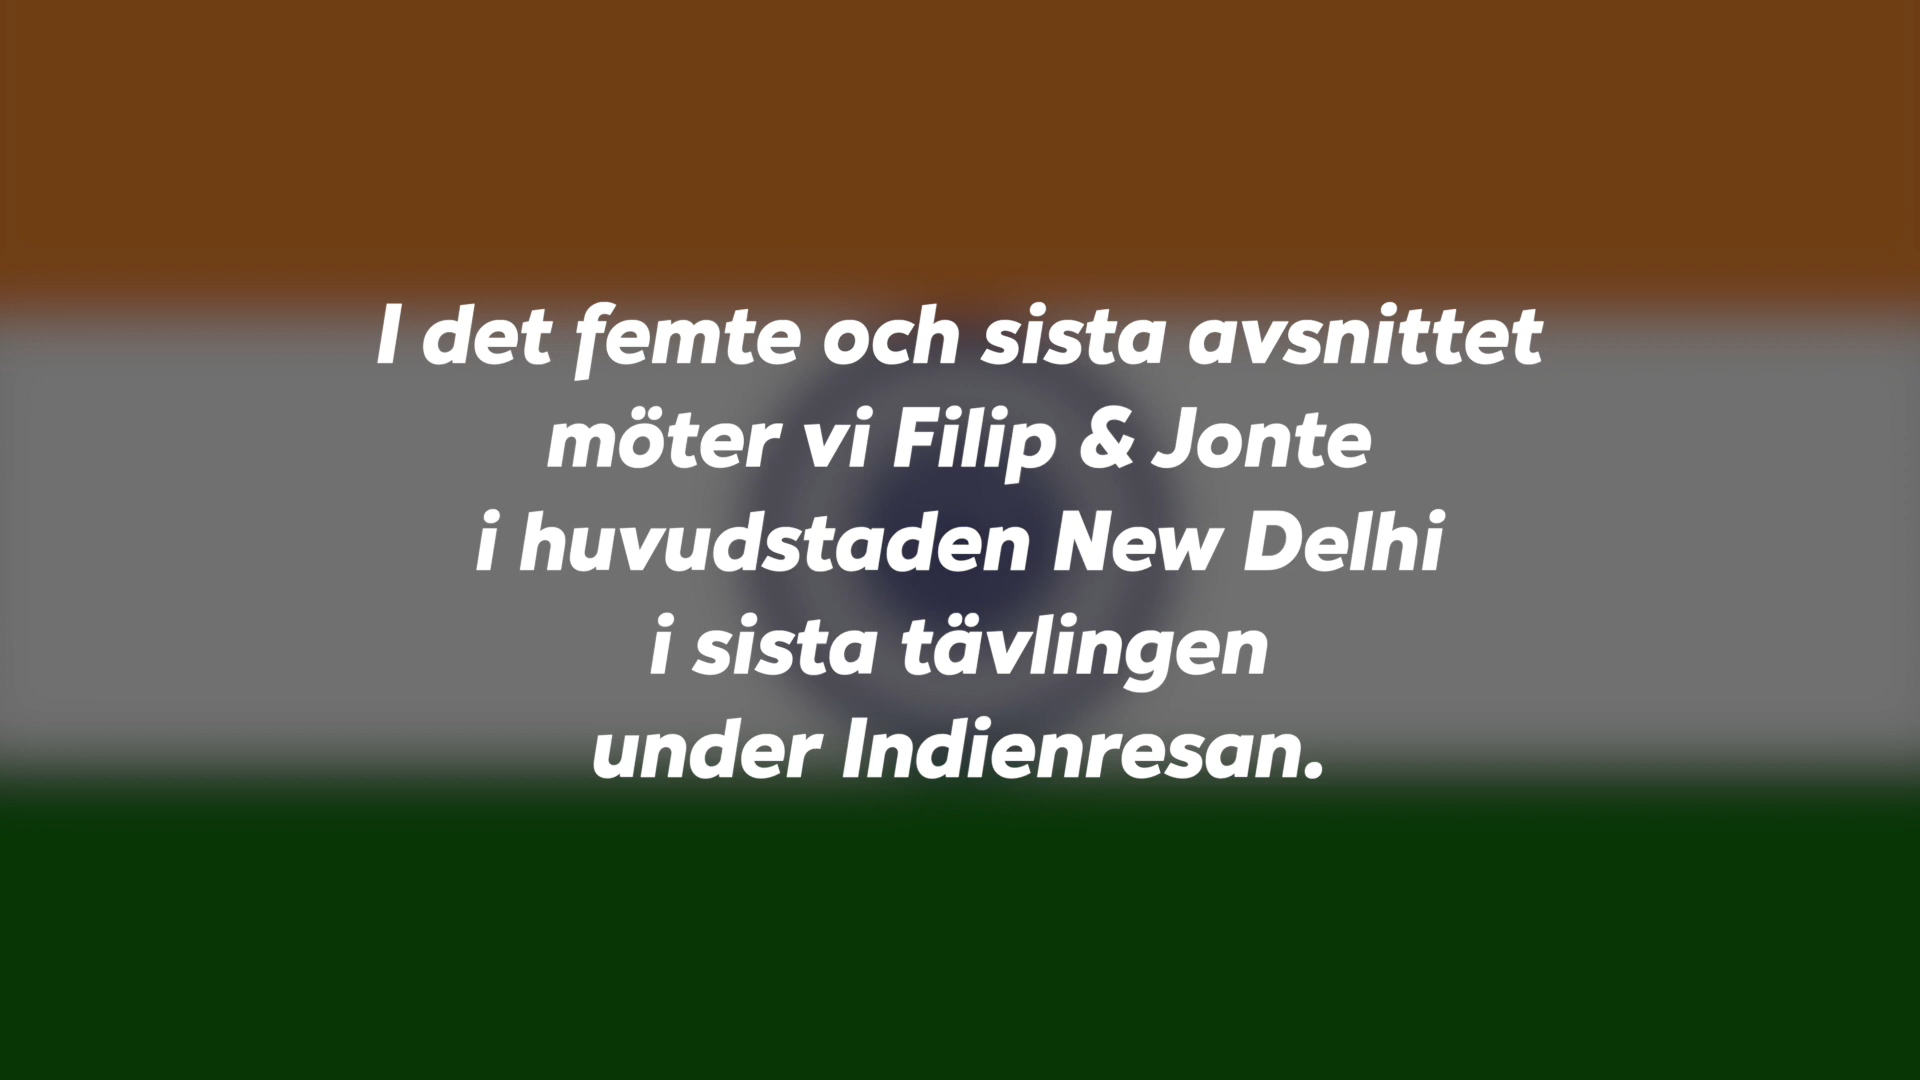 I det femte och sista avsnittet
möter vi Filip & Jonte
i huvudstaden New Delhi
i sista tävlingen
under Indienresan.